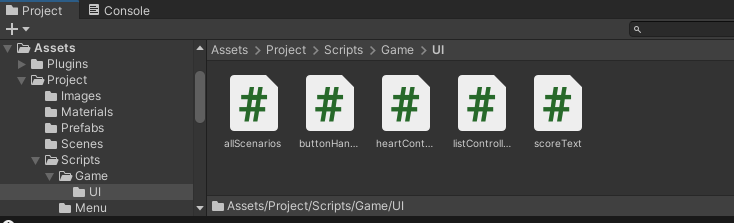 Project Console
Assets
Plugins
Project
Images
Materials
Prefabs
Scenes
Scripts
Game
UI
Menu
Assets > Project > Scripts > Game > UI
# # # # #
allScenarios buttonHan... heartCont... listControll... scoreText
Assets/Project/Scripts/Game/UI